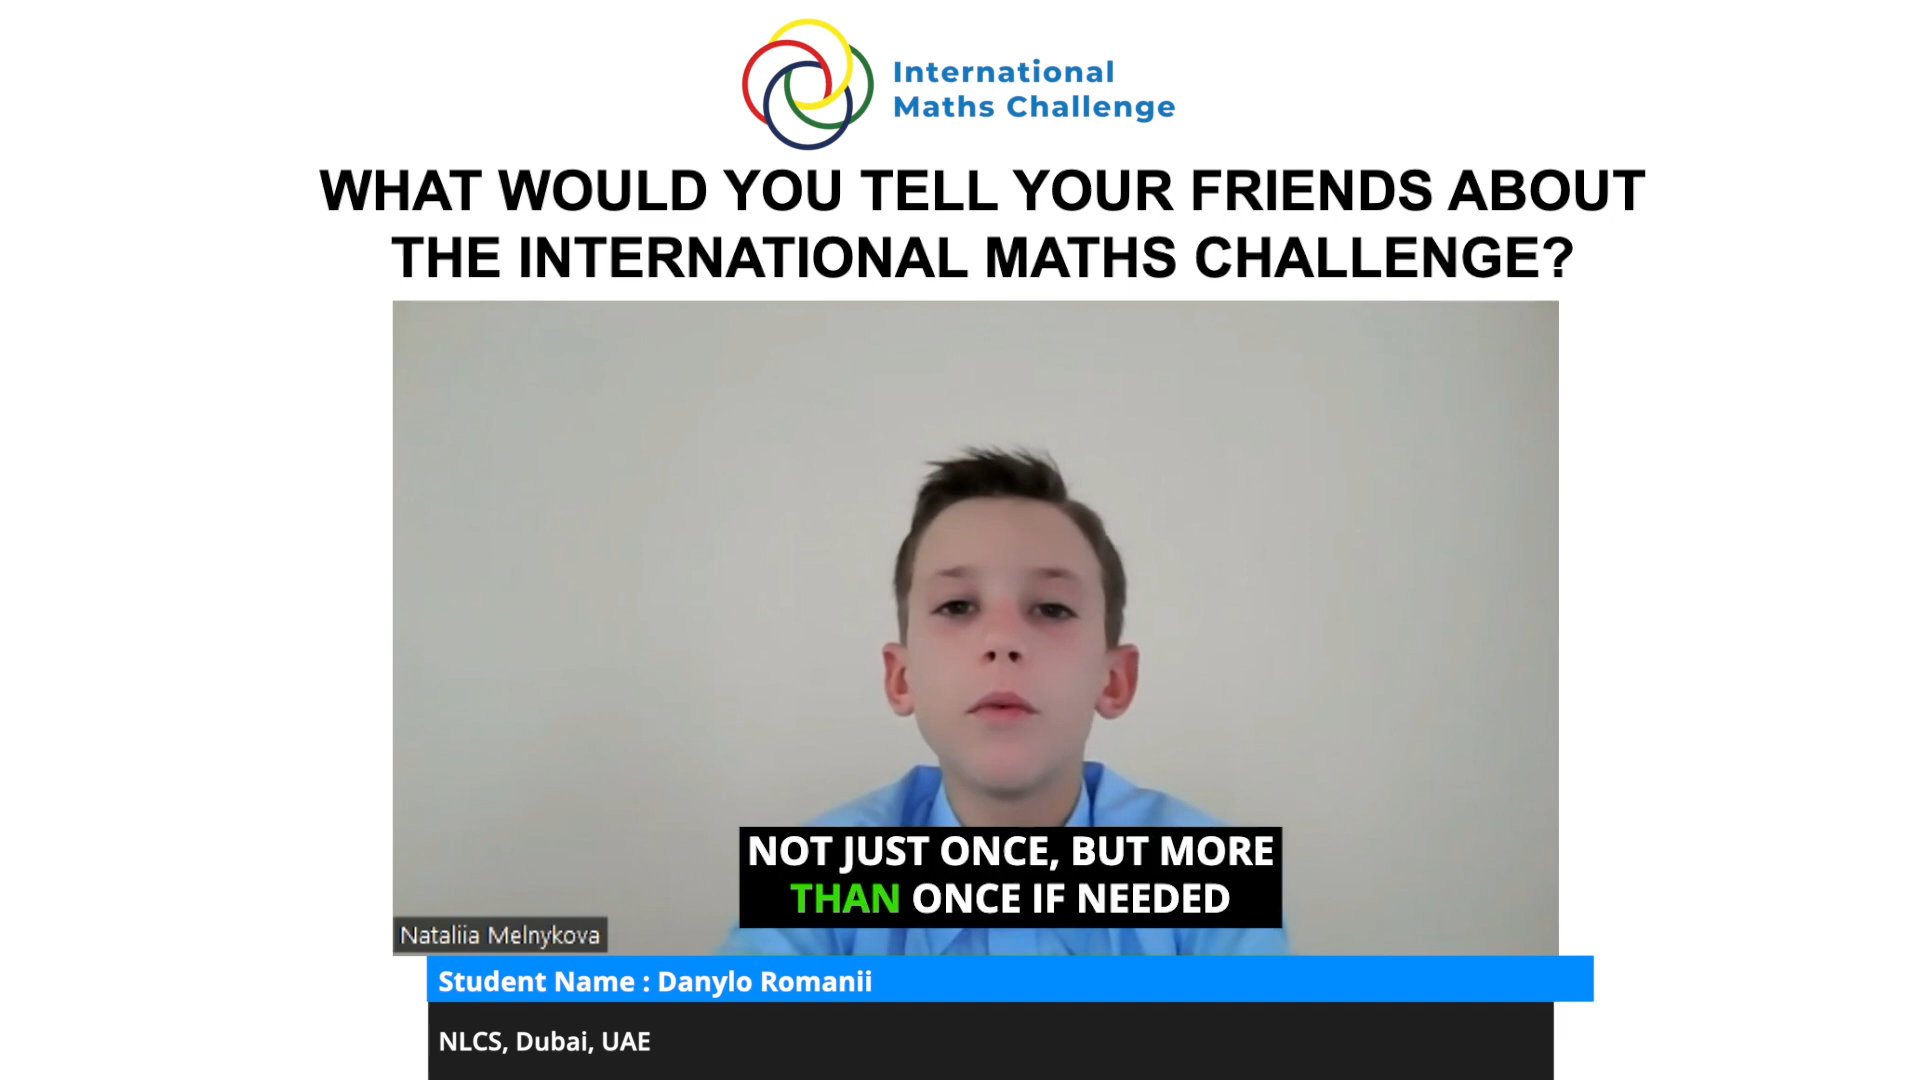 International
Maths Challenge
WHAT WOULD YOU TELL YOUR FRIENDS ABOUT
THE INTERNATIONAL MATHS CHALLENGE?
NOT JUST ONCE, BUT MORE
THAN ONCE IF NEEDED
Nataliia Melnykova
Student Name : Danylo Romanii
NLCS, Dubai, UAE